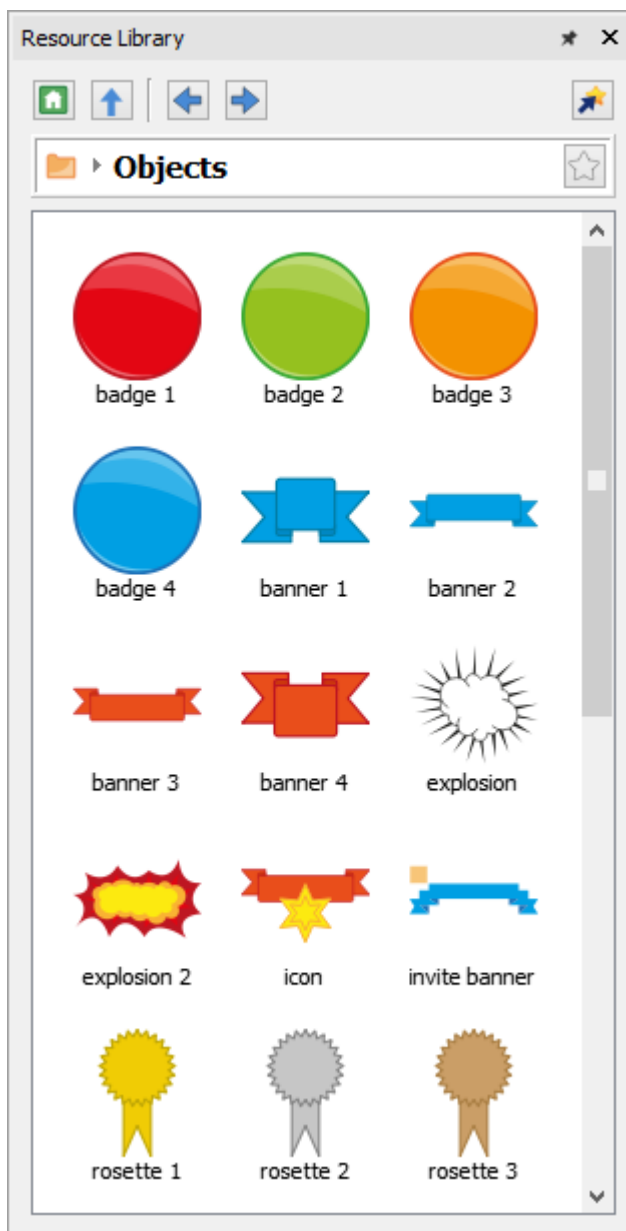 Resource Library
Objects
badge 1
badge 2
badge 3
badge 4
banner 1
banner 2
banner 3
banner 4
explosion
explosion 2
icon
invite banner
rosette 1
rosette 2
rosette 3